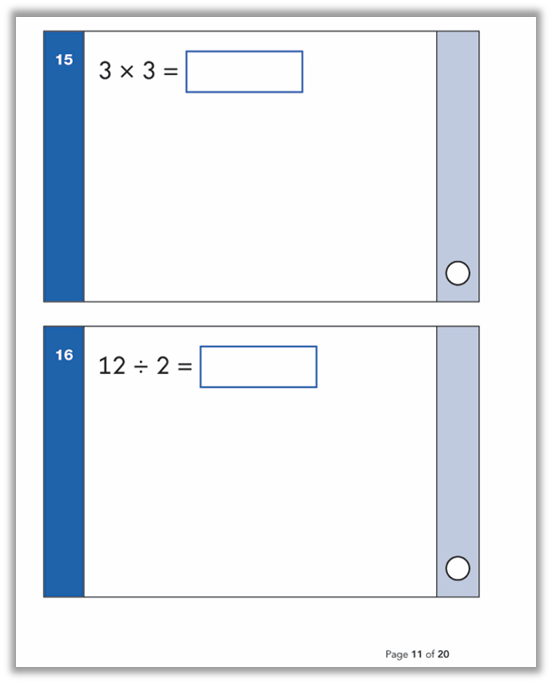 15
3 × 3 =
16
12 ÷ 2 =
Page 11 of 20